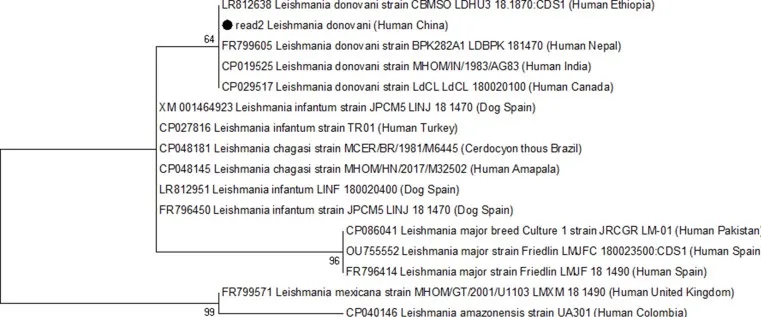 LR812638 Leishmania donovani strain CBMSO LDHU3 18.1870:CDS1 (Human Ethiopia)
read2 Leishmania donovani (Human China)
64
FR799605 Leishmania donovani strain BPK282A1 LDBPK 181470 (Human Nepal)
CP019525 Leishmania donovani strain MHOM/IN/1983/AG83 (Human India)
CP029517 Leishmania donovani strain LdCL LdCL 180020100 (Human Canada)
XM 001464923 Leishmania infantum strain JPCM5 LINJ 18 1470 (Dog Spain)
CP027816 Leishmania infantum strain TR01 (Human Turkey)
CP048181 Leishmania chagasi strain MCER/BR/1981/M6445 (Cerdocyon thous Brazil)
CP048145 Leishmania chagasi strain MHOM/HN/2017/M32502 (Human Amapala)
LR812951 Leishmania infantum LINF 180020400 (Dog Spain)
FR796450 Leishmania infantum strain JPCM5 LINJ 18 1470 (Dog Spain)
CP086041 Leishmania major breed Culture 1 strain JRCGR LM-01 (Human Pakistan)
OU755552 Leishmania major strain Friedlin LMJFC 180023500:CDS1 (Human Spain
96
FR796414 Leishmania major strain Friedlin LMJF 18 1490 (Human Spain)
FR799571 Leishmania mexicana strain MHOM/GT/2001/U1103 LMXM 18 1490 (Human United Kingdom)
99
CP040146 Leishmania amazonensis strain UA301 (Human Colombia)